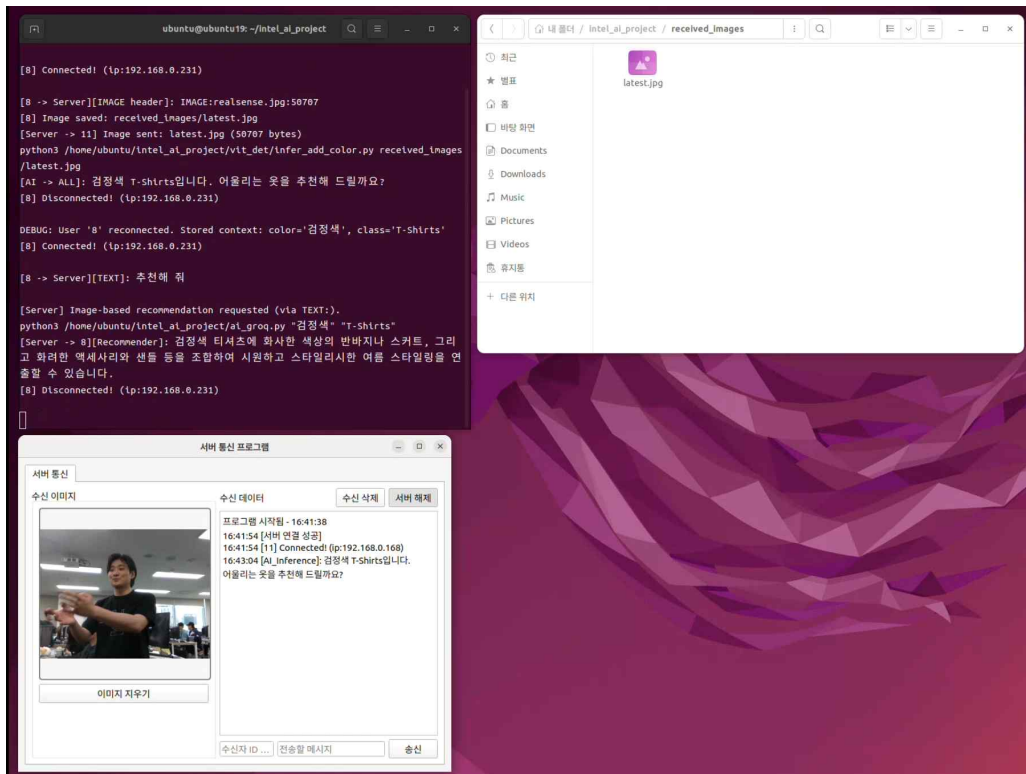 ubuntu@ubuntu19: ~/intel_ai_project
[8] Connected! (ip:192.168.0.231)
[8 -> Server][IMAGE header]: IMAGE:realsense.jpg:50707
[8] Image saved: received_images/latest.jpg
[Server -> 11] Image sent: latest.jpg (50707 bytes)
python3 /home/ubuntu/intel_ai_project/vit_det/infer_add_color.py received_images
/latest.jpg
[AI -> ALL]: 검정색 T-Shirts입니다. 어울리는 옷을 추천해 드릴까요?
[8] Disconnected! (ip:192.168.0.231)
DEBUG: User '8' reconnected. Stored context: color='검정색', class='T-Shirts'
[8] Connected! (ip:192.168.0.231)
[8 -> Server][TEXT]: 추천해 줘
[Server] Image-based recommendation requested (via TEXT:).
python3 /home/ubuntu/intel_ai_project/ai_groq.py "검정색" "T-Shirts"
[Server -> 8][Recommender]: 검정색 티셔츠에 화사한 색상의 반바지나 스커트, 그리
고 화려한 액세사리와 샌들 등을 조합하여 시원하고 스타일리시한 여름 스타일링을 연
출할 수 있습니다.
[8] Disconnected! (ip:192.168.0.231)
내 폴더 / intel_ai_project / received_images
최근
별표
홈
바탕 화면
Documents
Downloads
Music
Pictures
Videos
휴지통
+ 다른 위치
latest.jpg
서버 통신 프로그램
서버 통신
수신 이미지
이미지 지우기
수신 데이터
수신 삭제
서버 해제
프로그램 시작됨 - 16:41:38
16:41:54 [서버 연결 성공]
16:41:54 [11] Connected! (ip:192.168.0.168)
16:43:04 [AI_Inference]: 검정색 T-Shirts입니다.
어울리는 옷을 추천해 드릴까요?
수신자 ID ...
전송할 메시지
송신